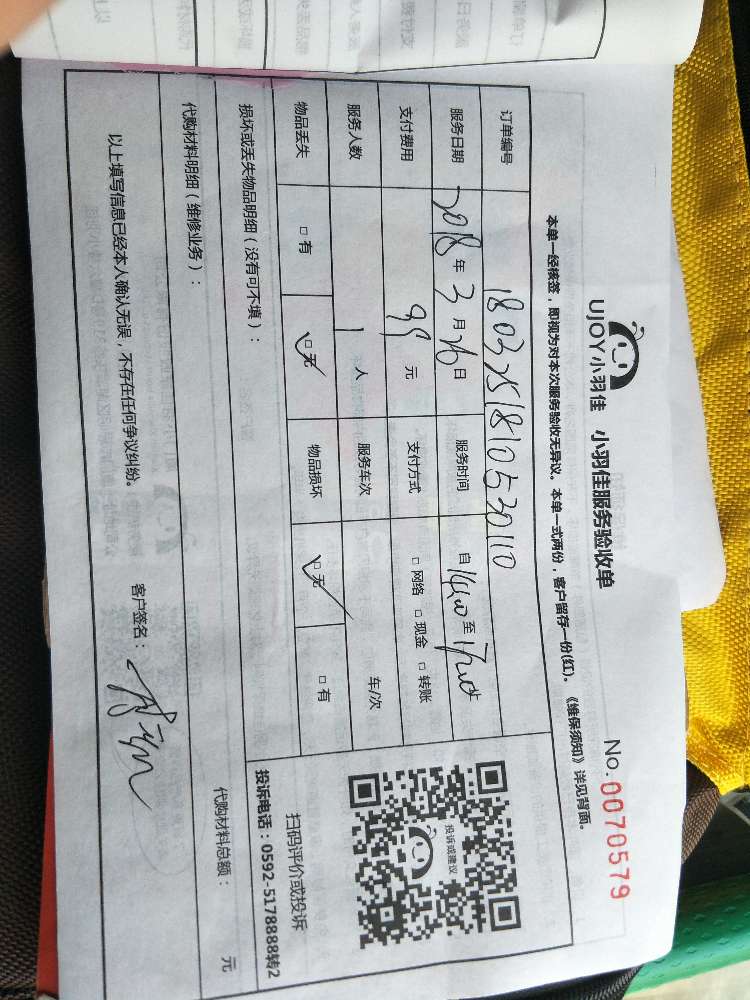 UJOY小羽佳 小羽佳服务验收单 No. 0070579
本单一经核签，即视为对本次服务验收无异议。本单一式两份，客户留存一份(红)。《维保须知》详见背面。
订单编号 1803251810530110
服务日期 2018年3月26日 服务时间 自 至
支付费用 95元 支付方式 □网络 □现金 □转账
服务人数 1人 服务车次 车/次
物品丢失 □有 ☑无 物品损坏 ☑无 □有
投诉或建议
扫码评价或投诉
投诉电话：0592-5178888转2
损坏或丢失物品明细（没有可不填）：
代购材料明细（维修业务）： 代购材料总额： 元
以上填写信息已经本人确认无误，不存在任何争议纠纷。 客户签名：